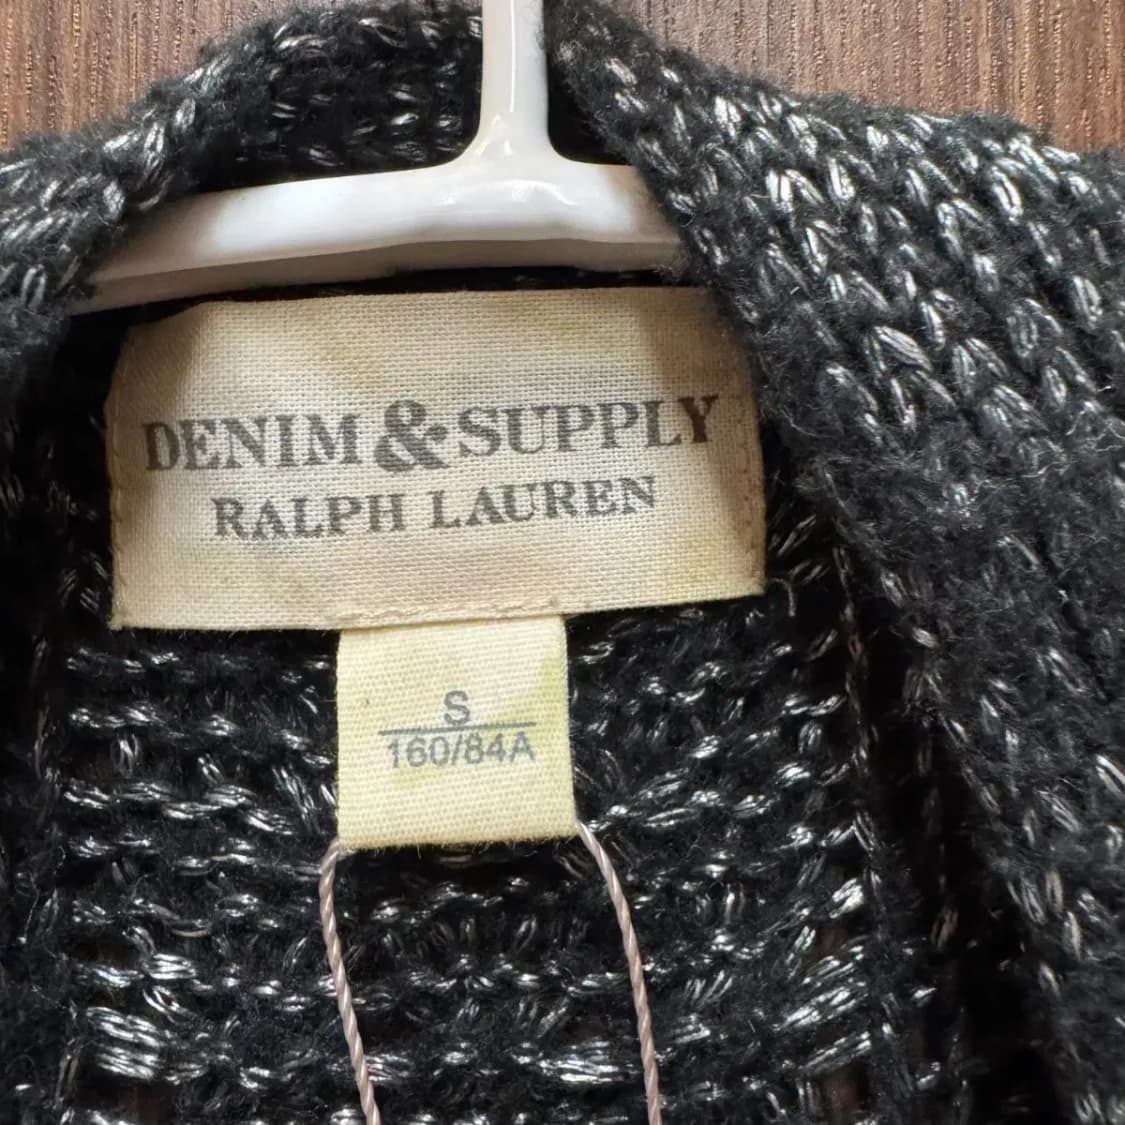 DENIM & SUPPLY
RALPH LAUREN
S
160/84A